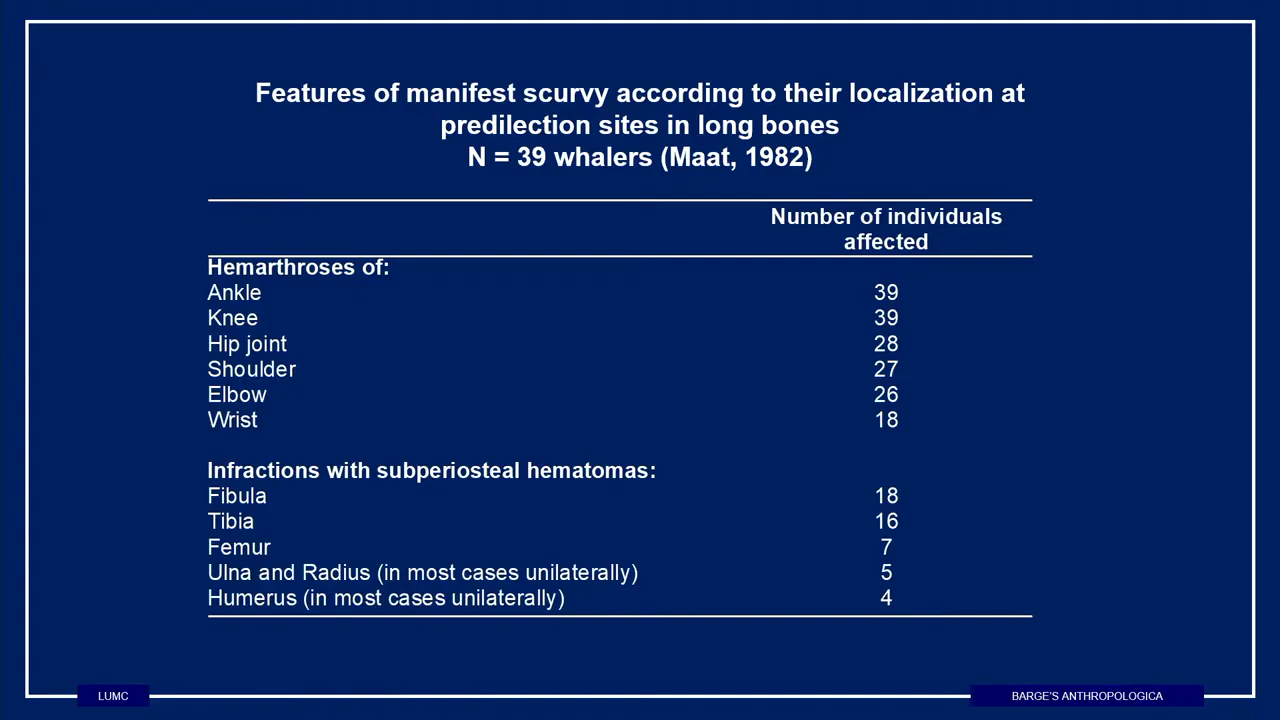 Features of manifest scurvy according to their localization at
predilection sites in long bones
N = 39 whalers (Maat, 1982)
Number of individuals
affected
Hemarthroses of:
Ankle 39
Knee 39
Hip joint 28
Shoulder 27
Elbow 26
Wrist 18
Infractions with subperiosteal hematomas:
Fibula 18
Tibia 16
Femur 7
Ulna and Radius (in most cases unilaterally) 5
Humerus (in most cases unilaterally) 4
LUMC
BARGE'S ANTHROPOLOGICA